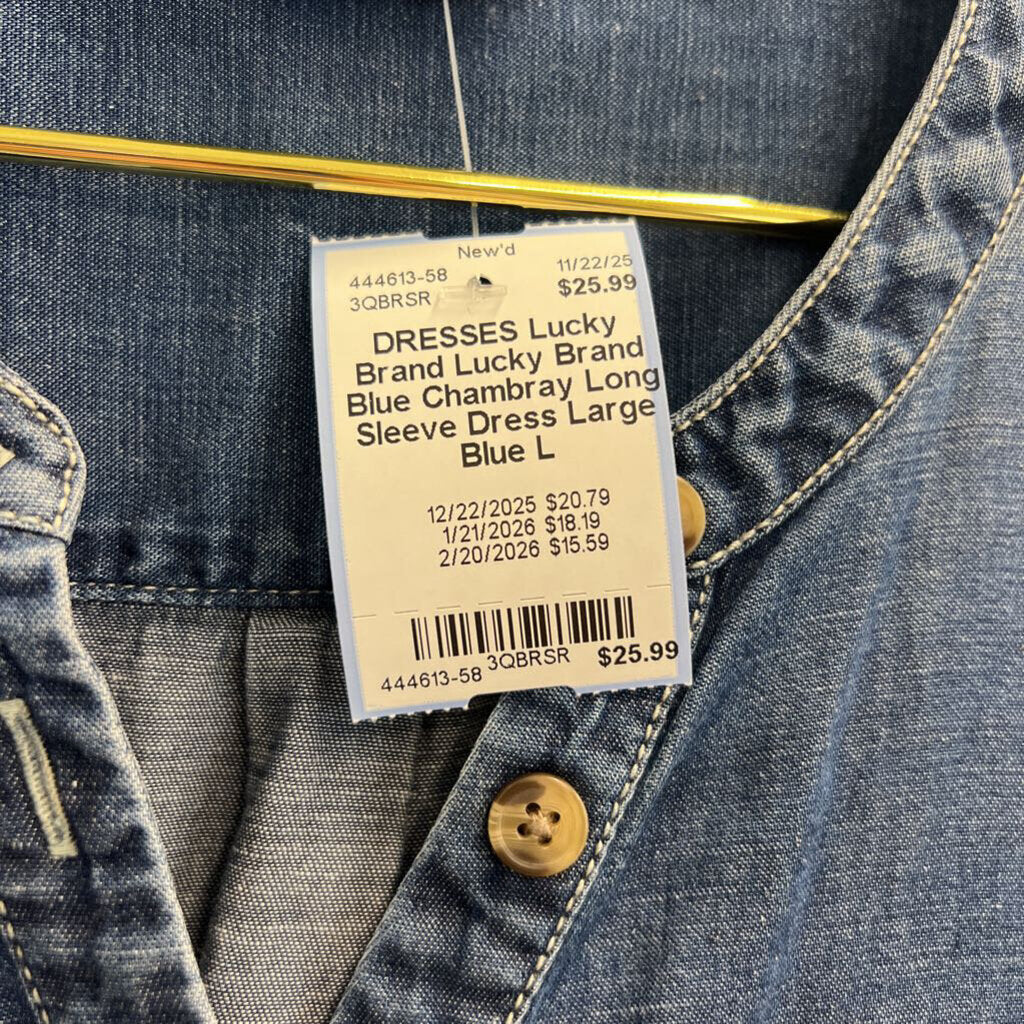 New'd
444613-58 11/22/25
3QBRSR $25.99
DRESSES Lucky
Brand Lucky Brand
Blue Chambray Long
Sleeve Dress Large
Blue L
12/22/2025 $20.79
1/21/2026 $18.19
2/20/2026 $15.59
444613-58 3QBRSR $25.99